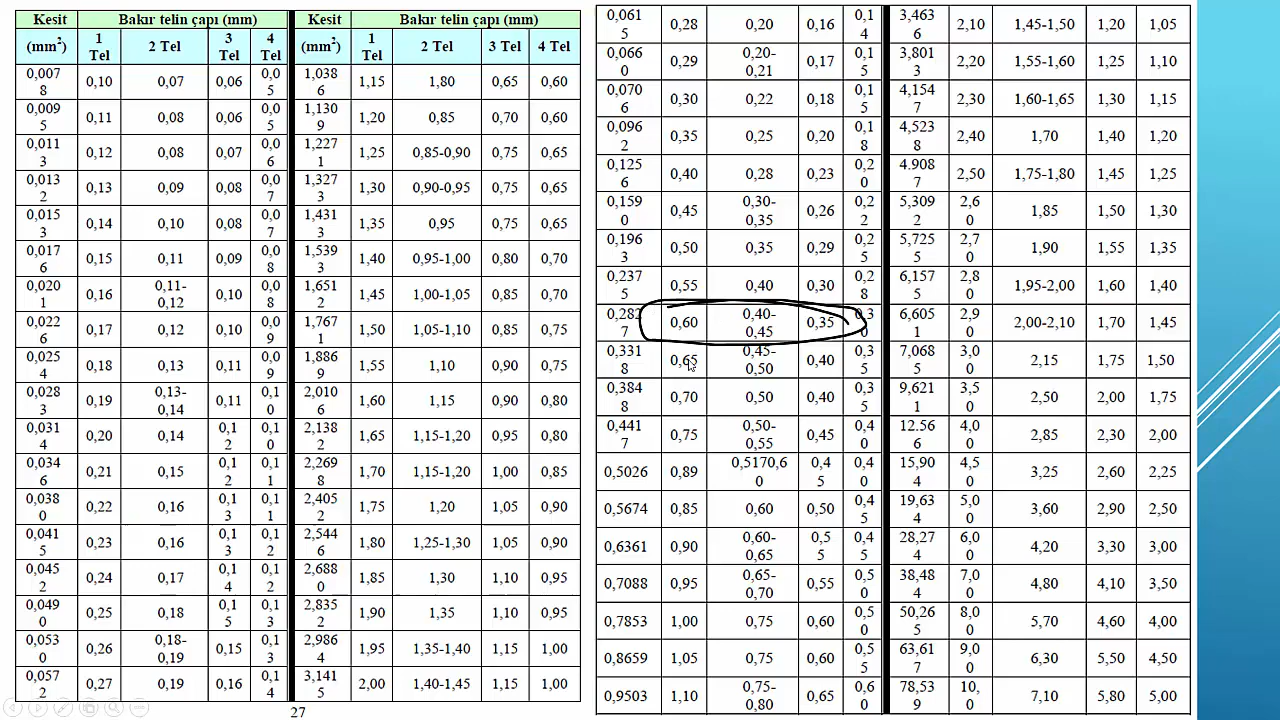 Kesit Bakır telin çapı (mm) Kesit Bakır telin çapı (mm)
(mm²) 1 Tel 2 Tel 3 Tel 4 Tel (mm²) 1 Tel 2 Tel 3 Tel 4 Tel
0,0078 0,10 0,07 0,06 0,05 1,0386 1,15 1,80 0,65 0,60
0,0095 0,11 0,08 0,06 0,05 1,1309 1,20 0,85 0,70 0,60
0,0113 0,12 0,08 0,07 0,06 1,2271 1,25 0,85-0,90 0,75 0,65
0,0132 0,13 0,09 0,08 0,07 1,3273 1,30 0,90-0,95 0,75 0,65
0,0153 0,14 0,10 0,08 0,07 1,4313 1,35 0,95 0,75 0,65
0,0176 0,15 0,11 0,09 0,08 1,5393 1,40 0,95-1,00 0,80 0,70
0,0201 0,16 0,11-0,12 0,10 0,08 1,6512 1,45 1,00-1,05 0,85 0,70
0,0226 0,17 0,12 0,10 0,09 1,7671 1,50 1,05-1,10 0,85 0,75
0,0254 0,18 0,13 0,11 0,09 1,8869 1,55 1,10 0,90 0,75
0,0283 0,19 0,13-0,14 0,11 0,10 2,0106 1,60 1,15 0,90 0,80
0,0314 0,20 0,14 0,12 0,10 2,1382 1,65 1,15-1,20 0,95 0,80
0,0346 0,21 0,15 0,12 0,11 2,2698 1,70 1,15-1,20 1,00 0,85
0,0380 0,22 0,16 0,13 0,11 2,4052 1,75 1,20 1,05 0,90
0,0415 0,23 0,16 0,13 0,12 2,5446 1,80 1,25-1,30 1,05 0,90
0,0452 0,24 0,17 0,14 0,12 2,6880 1,85 1,30 1,10 0,95
0,0490 0,25 0,18 0,15 0,13 2,8352 1,90 1,35 1,10 0,95
0,0530 0,26 0,18-0,19 0,15 0,13 2,9864 1,95 1,35-1,40 1,15 1,00
0,0572 0,27 0,19 0,16 0,14 3,1415 2,00 1,40-1,45 1,15 1,00
27
0,0615 0,28 0,20 0,16 0,14 3,4636 2,10 1,45-1,50 1,20 1,05
0,0660 0,29 0,20-0,21 0,17 0,15 3,8013 2,20 1,55-1,60 1,25 1,10
0,0706 0,30 0,22 0,18 0,15 4,1547 2,30 1,60-1,65 1,30 1,15
0,0962 0,35 0,25 0,20 0,18 4,5238 2,40 1,70 1,40 1,20
0,1256 0,40 0,28 0,23 0,20 4.9087 2,50 1,75-1,80 1,45 1,25
0,1590 0,45 0,30-0,35 0,26 0,22 5,3092 2,60 1,85 1,50 1,30
0,1963 0,50 0,35 0,29 0,25 5,7255 2,70 1,90 1,55 1,35
0,2375 0,55 0,40 0,30 0,28 6,1575 2,80 1,95-2,00 1,60 1,40
0,2827 0,60 0,40-0,45 0,35 0,30 6,6051 2,90 2,00-2,10 1,70 1,45
0,3318 0,65 0,45-0,50 0,40 0,35 7,0685 3,00 2,15 1,75 1,50
0,3848 0,70 0,50 0,40 0,35 9,6211 3,50 2,50 2,00 1,75
0,4417 0,75 0,50-0,55 0,45 0,40 12.566 4,00 2,85 2,30 2,00
0,5026 0,89 0,5170,60 0,45 0,40 15,904 4,50 3,25 2,60 2,25
0,5674 0,85 0,60 0,50 0,45 19,634 5,00 3,60 2,90 2,50
0,6361 0,90 0,60-0,65 0,55 0,45 28,274 6,00 4,20 3,30 3,00
0,7088 0,95 0,65-0,70 0,55 0,50 38,484 7,00 4,80 4,10 3,50
0,7853 1,00 0,75 0,60 0,50 50,265 8,00 5,70 4,60 4,00
0,8659 1,05 0,75 0,60 0,55 63,617 9,00 6,30 5,50 4,50
0,9503 1,10 0,75-0,80 0,65 0,60 78,539 10,0 7,10 5,80 5,00